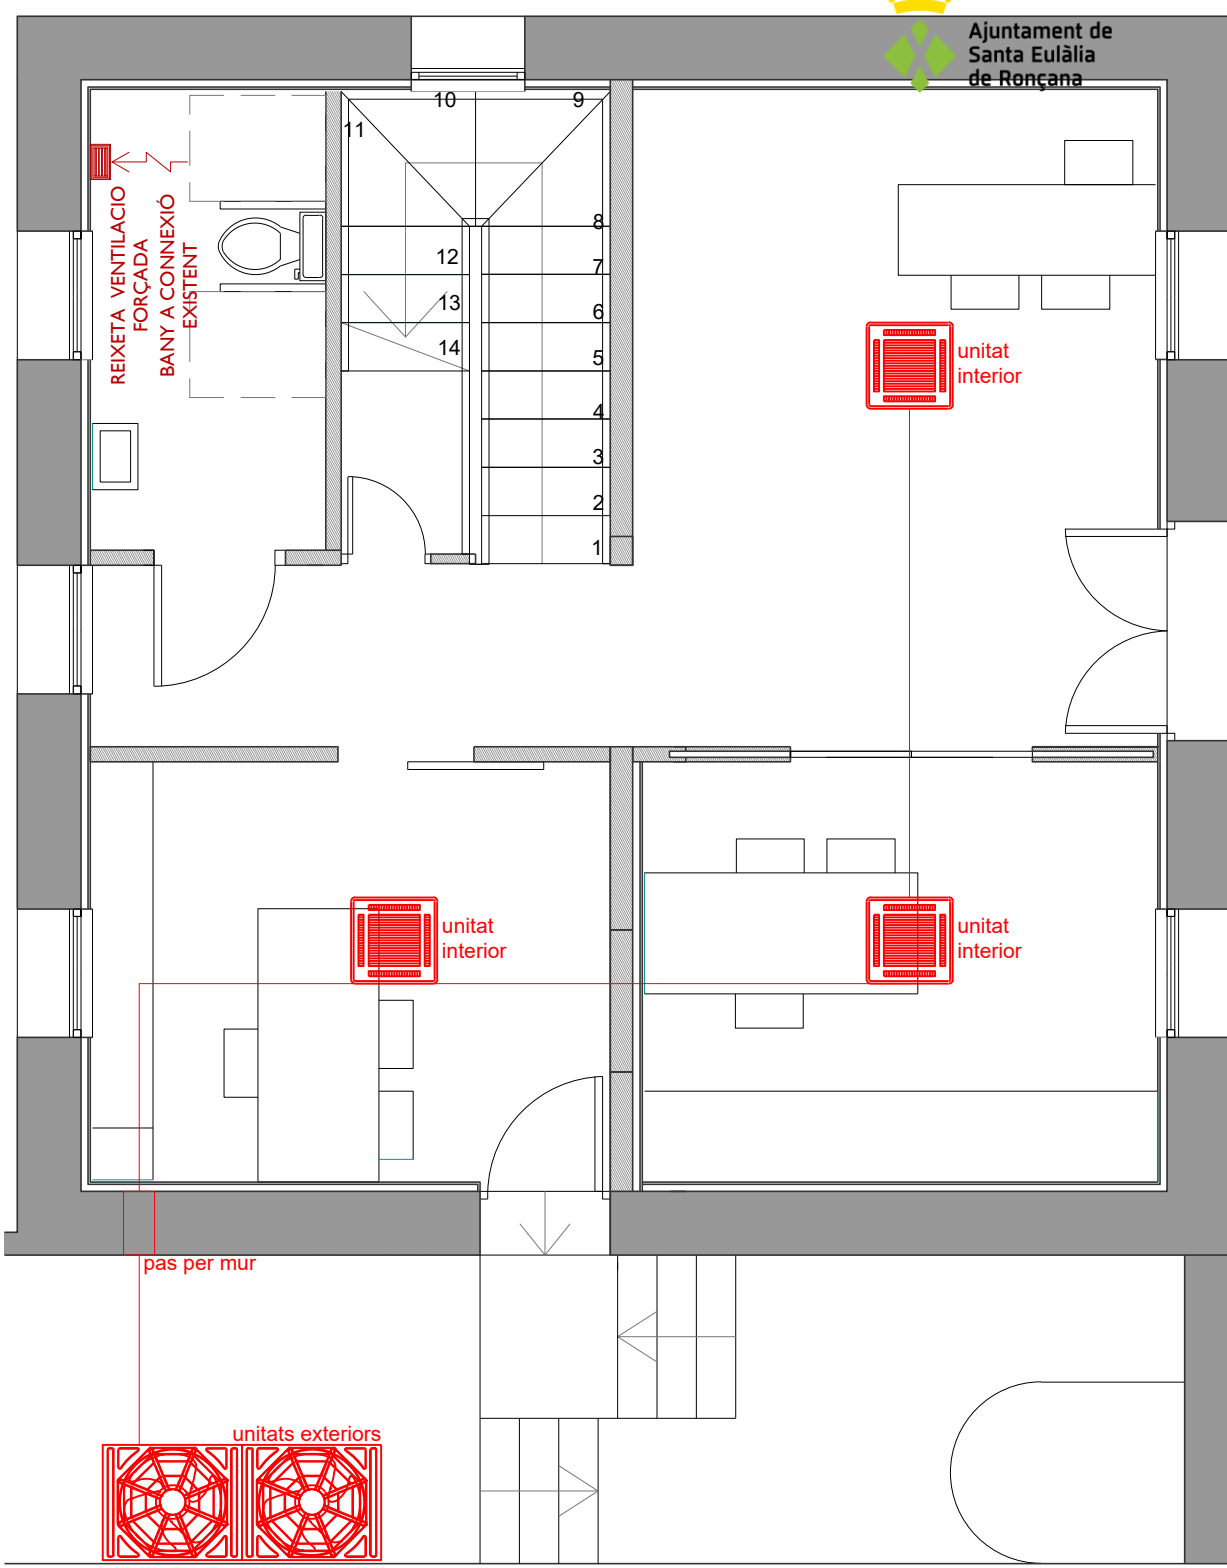 Ajuntament de
Santa Eulàlia
de Ronçana
10
9
11
8
12
7
13
6
14
5
4
3
2
1
REIXETA VENTILACIO
FORÇADA
BANY A CONNEXIÓ
EXISTENT
unitat
interior
unitat
interior
unitat
interior
pas per mur
unitats exteriors